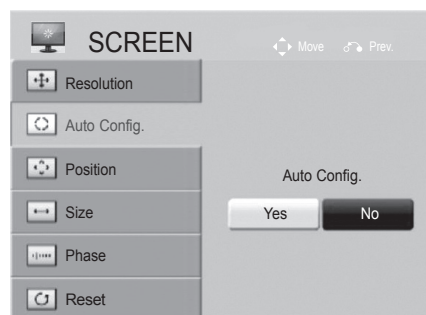 SCREEN
Move Prev.
Resolution
Auto Config.
Position
Size
Phase
Reset
Auto Config.
Yes No